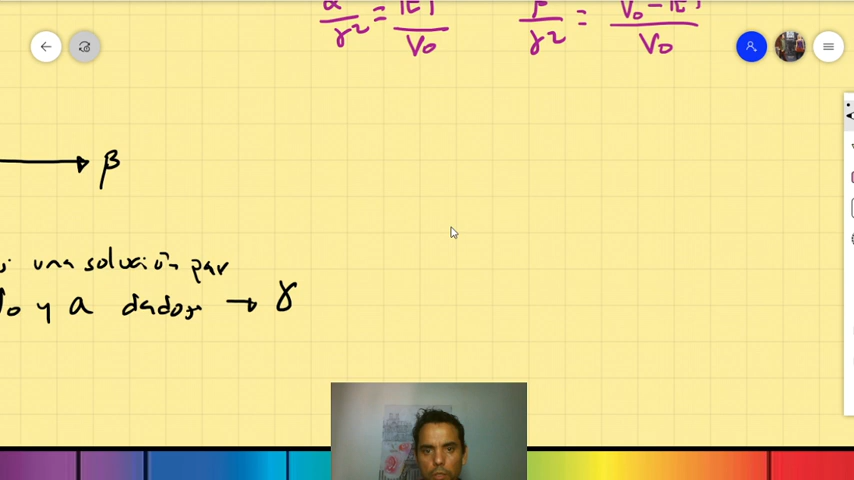 α/γ² = |E|/V₀   β/γ² = V₀-|E|/V₀
β
una solución par
y a dados → γ